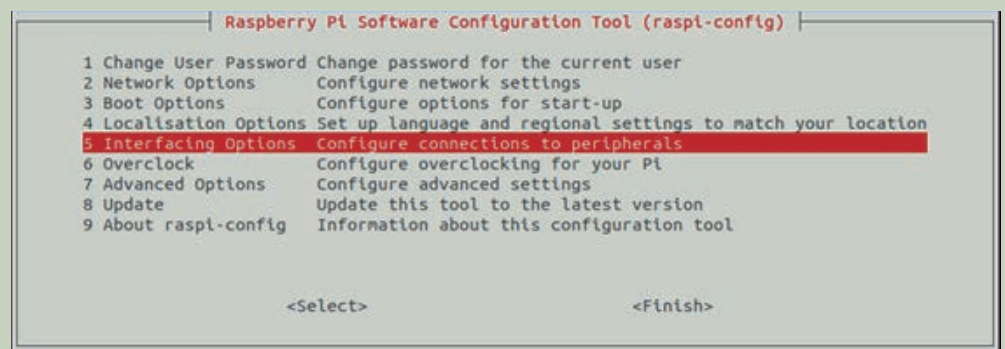 Raspberry Pi Software Configuration Tool (raspi-config)
1 Change User Password Change password for the current user
2 Network Options Configure network settings
3 Boot Options Configure options for start-up
4 Localisation Options Set up language and regional settings to match your location
5 Interfacing Options Configure connections to peripherals
6 Overclock Configure overclocking for your Pi
7 Advanced Options Configure advanced settings
8 Update Update this tool to the latest version
9 About raspi-config Information about this configuration tool
<Select> <Finish>